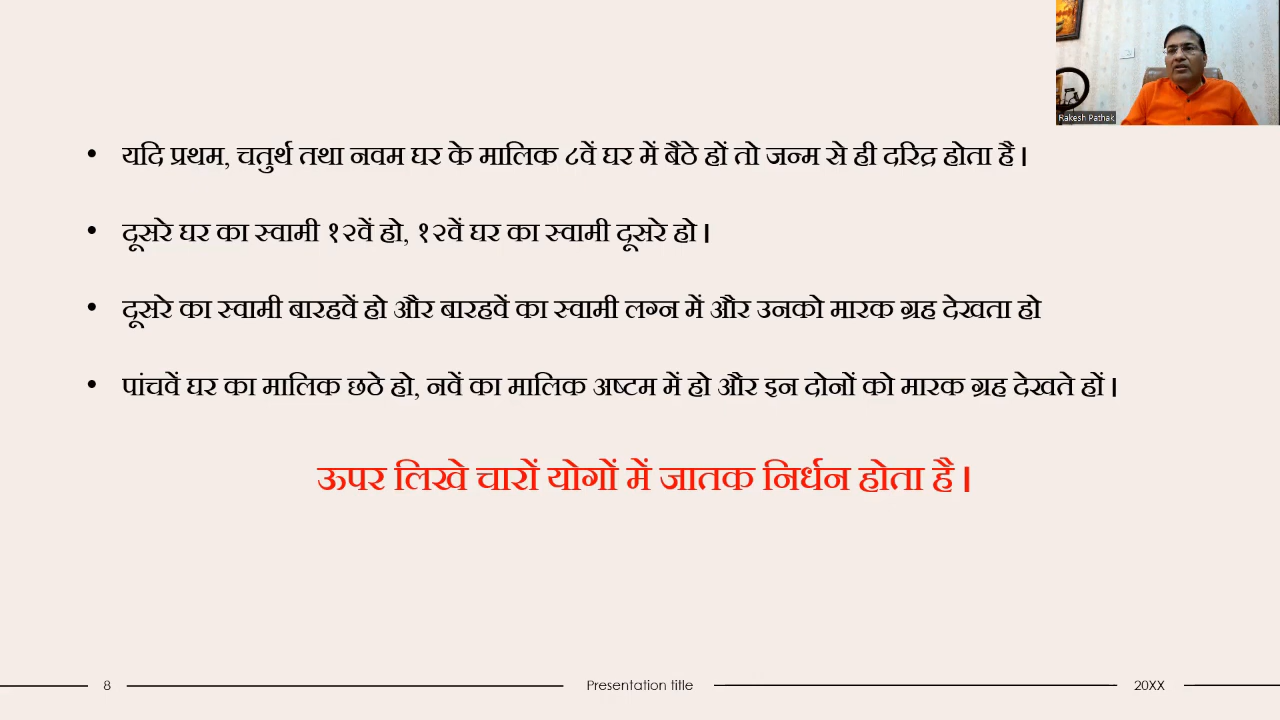 Rakesh Pathak
• यदि प्रथम, चतुर्थ तथा नवम घर के मालिक ८वें घर में बैठे हों तो जन्म से ही दरिद्र होता है।
• दूसरे घर का स्वामी १२वें हो, १२वें घर का स्वामी दूसरे हो।
• दूसरे का स्वामी बारहवें हो और बारहवें का स्वामी लग्न में और उनको मारक ग्रह देखता हो
• पांचवें घर का मालिक छठे हो, नवें का मालिक अष्टम में हो और इन दोनों को मारक ग्रह देखते हों।
ऊपर लिखे चारों योगों में जातक निर्धन होता है।
8 Presentation title 20XX